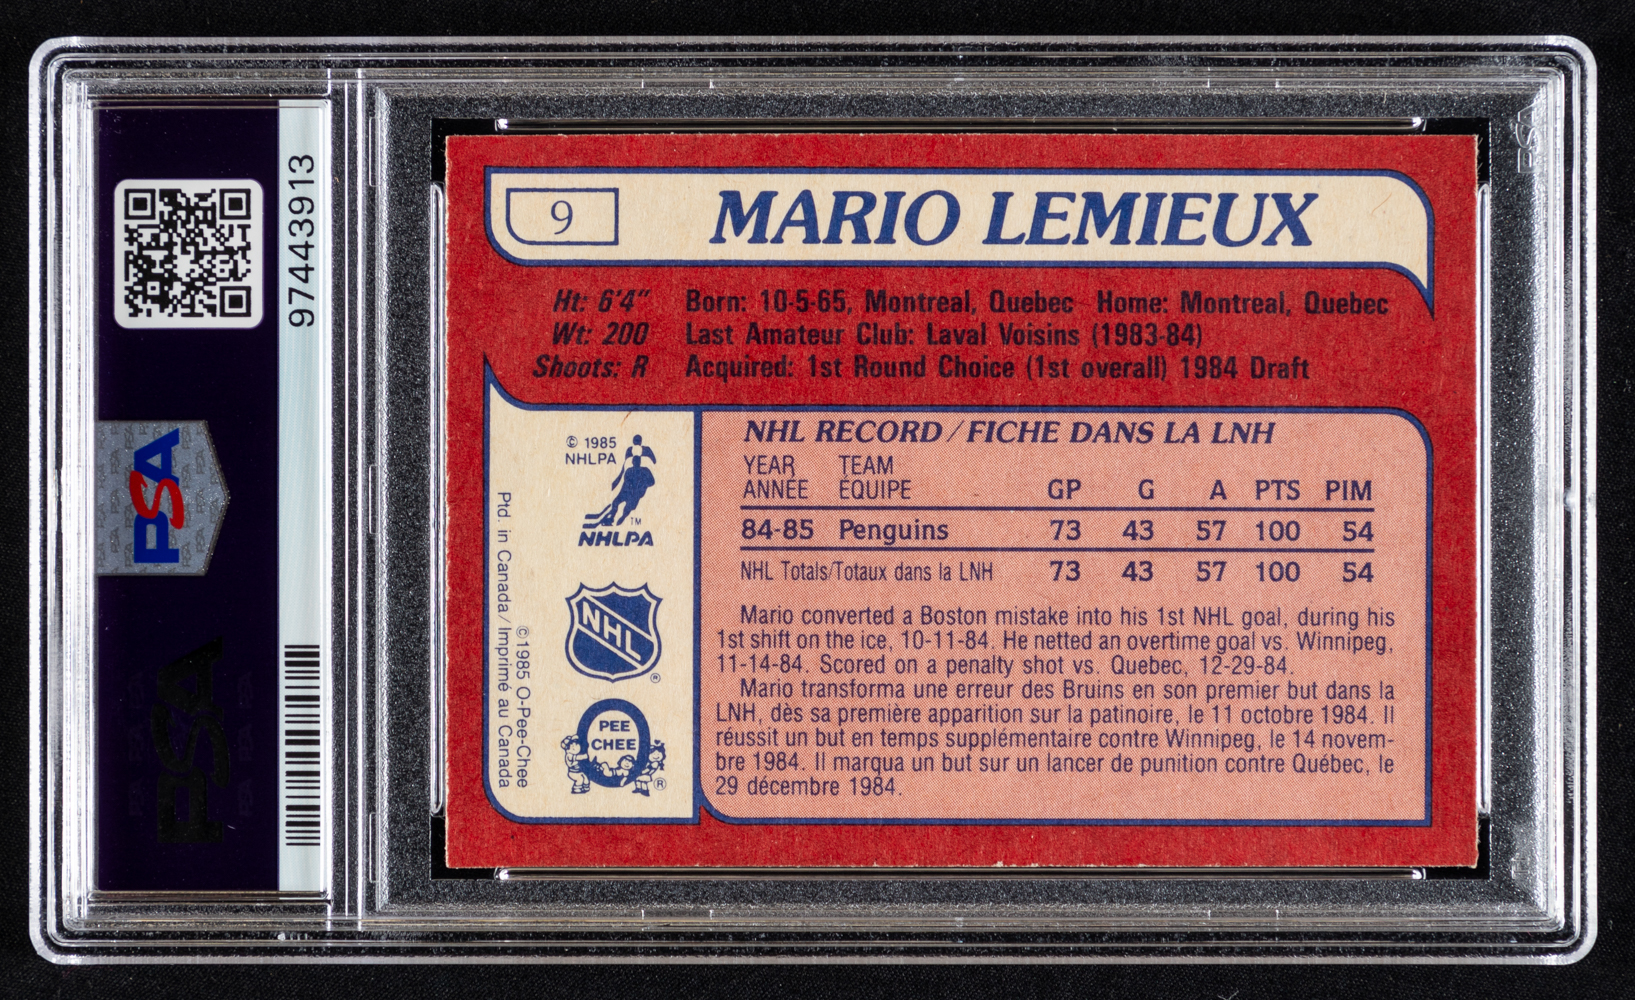 97443913
PSA
PSA
PSA
9
MARIO LEMIEUX
Ht: 6'4" Born: 10-5-65, Montreal, Quebec Home: Montreal, Quebec
Wt: 200 Last Amateur Club: Laval Voisins (1983-84)
Shoots: R Acquired: 1st Round Choice (1st overall) 1984 Draft
© 1985
NHLPA
TM
NHLPA
NHL
®
PEE
CHEE
®
Ptd. in Canada/Imprimé au Canada
©1985 O-Pee-Chee
NHL RECORD/FICHE DANS LA LNH
YEAR TEAM
ANNÉE ÉQUIPE GP G A PTS PIM
84-85 Penguins 73 43 57 100 54
NHL Totals/Totaux dans la LNH 73 43 57 100 54
Mario converted a Boston mistake into his 1st NHL goal, during his
1st shift on the ice, 10-11-84. He netted an overtime goal vs. Winnipeg,
11-14-84. Scored on a penalty shot vs. Quebec, 12-29-84.
Mario transforma une erreur des Bruins en son premier but dans la
LNH, dès sa première apparition sur la patinoire, le 11 octobre 1984. Il
réussit un but en temps supplémentaire contre Winnipeg, le 14 novem-
bre 1984. Il marqua un but sur un lancer de punition contre Québec, le
29 décembre 1984.